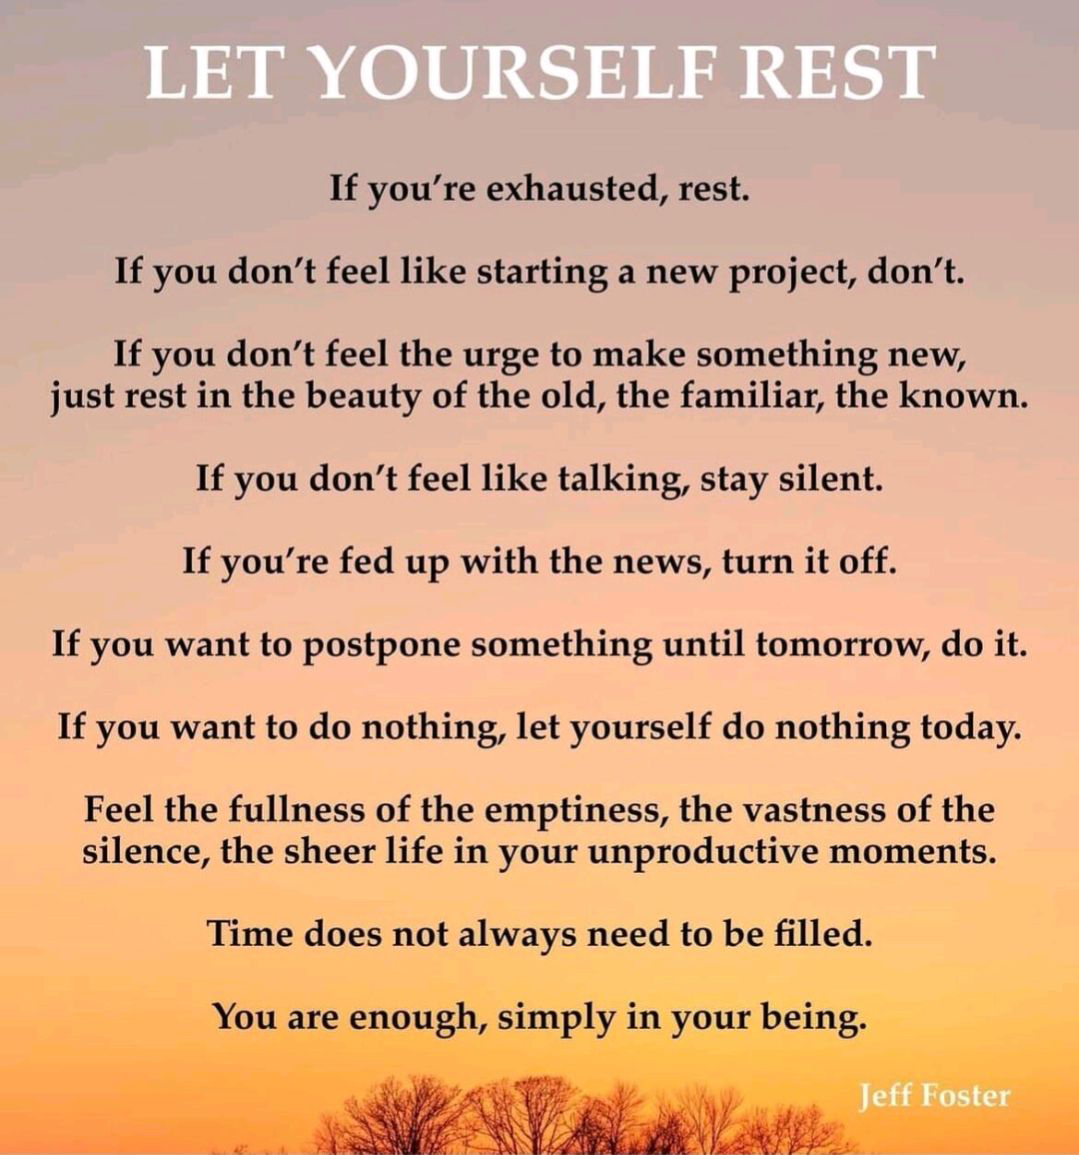 LET YOURSELF REST
If you’re exhausted, rest.
If you don’t feel like starting a new project, don’t.
If you don’t feel the urge to make something new,
just rest in the beauty of the old, the familiar, the known.
If you don’t feel like talking, stay silent.
If you’re fed up with the news, turn it off.
If you want to postpone something until tomorrow, do it.
If you want to do nothing, let yourself do nothing today.
Feel the fullness of the emptiness, the vastness of the
silence, the sheer life in your unproductive moments.
Time does not always need to be filled.
You are enough, simply in your being.
Jeff Foster